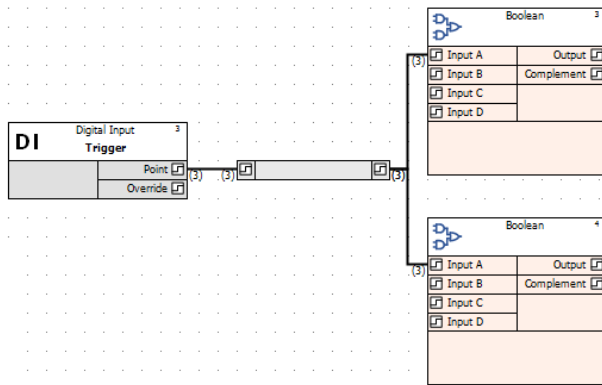 Boolean 3
(3) Input A Output
Input B Complement
Input C
Input D
DI Digital Input 3
Trigger
Point (3) (3) (3)
Override
Boolean 4
(3) Input A Output
Input B Complement
Input C
Input D